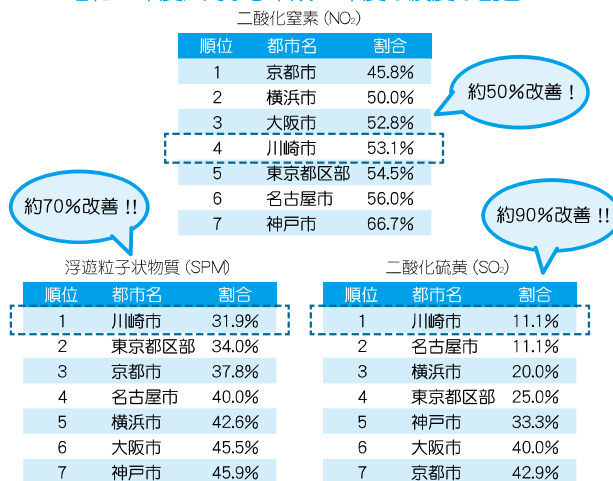 二酸化窒素 (NO₂)
順位 都市名 割合
1 京都市 45.8%
2 横浜市 50.0%
3 大阪市 52.8%
4 川崎市 53.1%
5 東京都区部 54.5%
6 名古屋市 56.0%
7 神戸市 66.7%
約50%改善!
約70%改善!!
浮遊粒子状物質 (SPM)
順位 都市名 割合
1 川崎市 31.9%
2 東京都区部 34.0%
3 京都市 37.8%
4 名古屋市 40.0%
5 横浜市 42.6%
6 大阪市 45.5%
7 神戸市 45.9%
約90%改善!!
二酸化硫黄 (SO₂)
順位 都市名 割合
1 川崎市 11.1%
2 名古屋市 11.1%
3 横浜市 20.0%
4 東京都区部 25.0%
5 神戸市 33.3%
6 大阪市 40.0%
7 京都市 42.9%